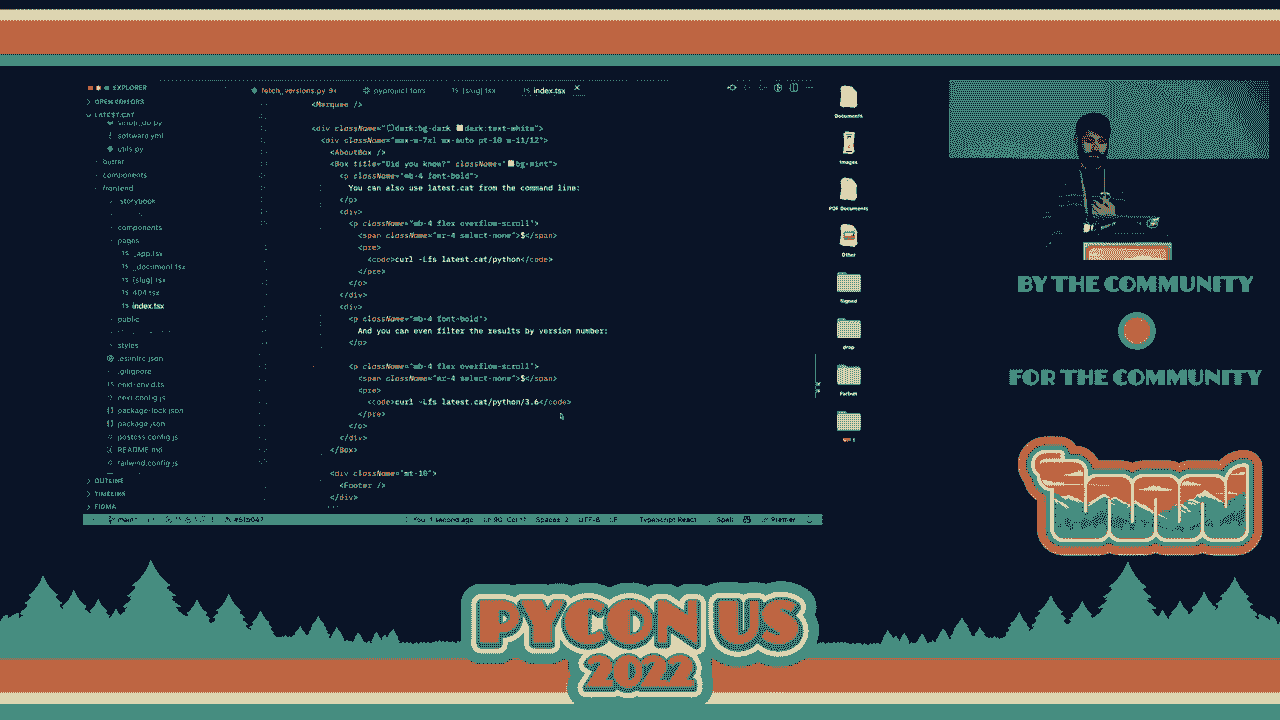 EXPLORER
fetch_versions.py 9+
pyproject.toml
[slug].tsx
index.tsx
OPEN EDITORS
LATEST.CAT
software.yml
utils.py
components
frontend
.storybook
components
pages
_app.tsx
_document.tsx
[slug].tsx
404.tsx
index.tsx
public
styles
.eslintrc.json
.gitignore
next-env.d.ts
next.config.js
package-lock.json
package.json
postcss.config.js
README.md
tailwind.config.js
OUTLINE
TIMELINE
FIGMA
<Marquee />
<div className="dark:bg-dark dark:text-white">
<div className="max-w-7xl mx-auto pt-10 w-11/12">
<AboutBox />
<Box title="Did you know?" className="bg-mint">
<p className="mb-4 font-bold">
You can also use latest.cat from the command line:
</p>
<div>
<p className="mb-4 flex overflow-scroll">
<span className="mr-4 select-none">$</span>
<pre>
<code>curl -Lfs latest.cat/python</code>
</pre>
</p>
</div>
<div>
<p className="mb-4 font-bold">
And you can even filter the results by version number:
</p>
<p className="mb-4 flex overflow-scroll">
<span className="mr-4 select-none">$</span>
<pre>
<code>curl -Lfs latest.cat/python/3.6</code>
</pre>
</p>
</div>
</Box>
<div className="mt-10">
<Footer />
</div>
main
You, 1 second ago
Spaces: 2
UTF-8
LF
TypeScript React
Spell
Prettier
Documents
Images
PDF Documents
Other
Signed
drop
BY THE COMMUNITY
FOR THE COMMUNITY
PYCON US
2022